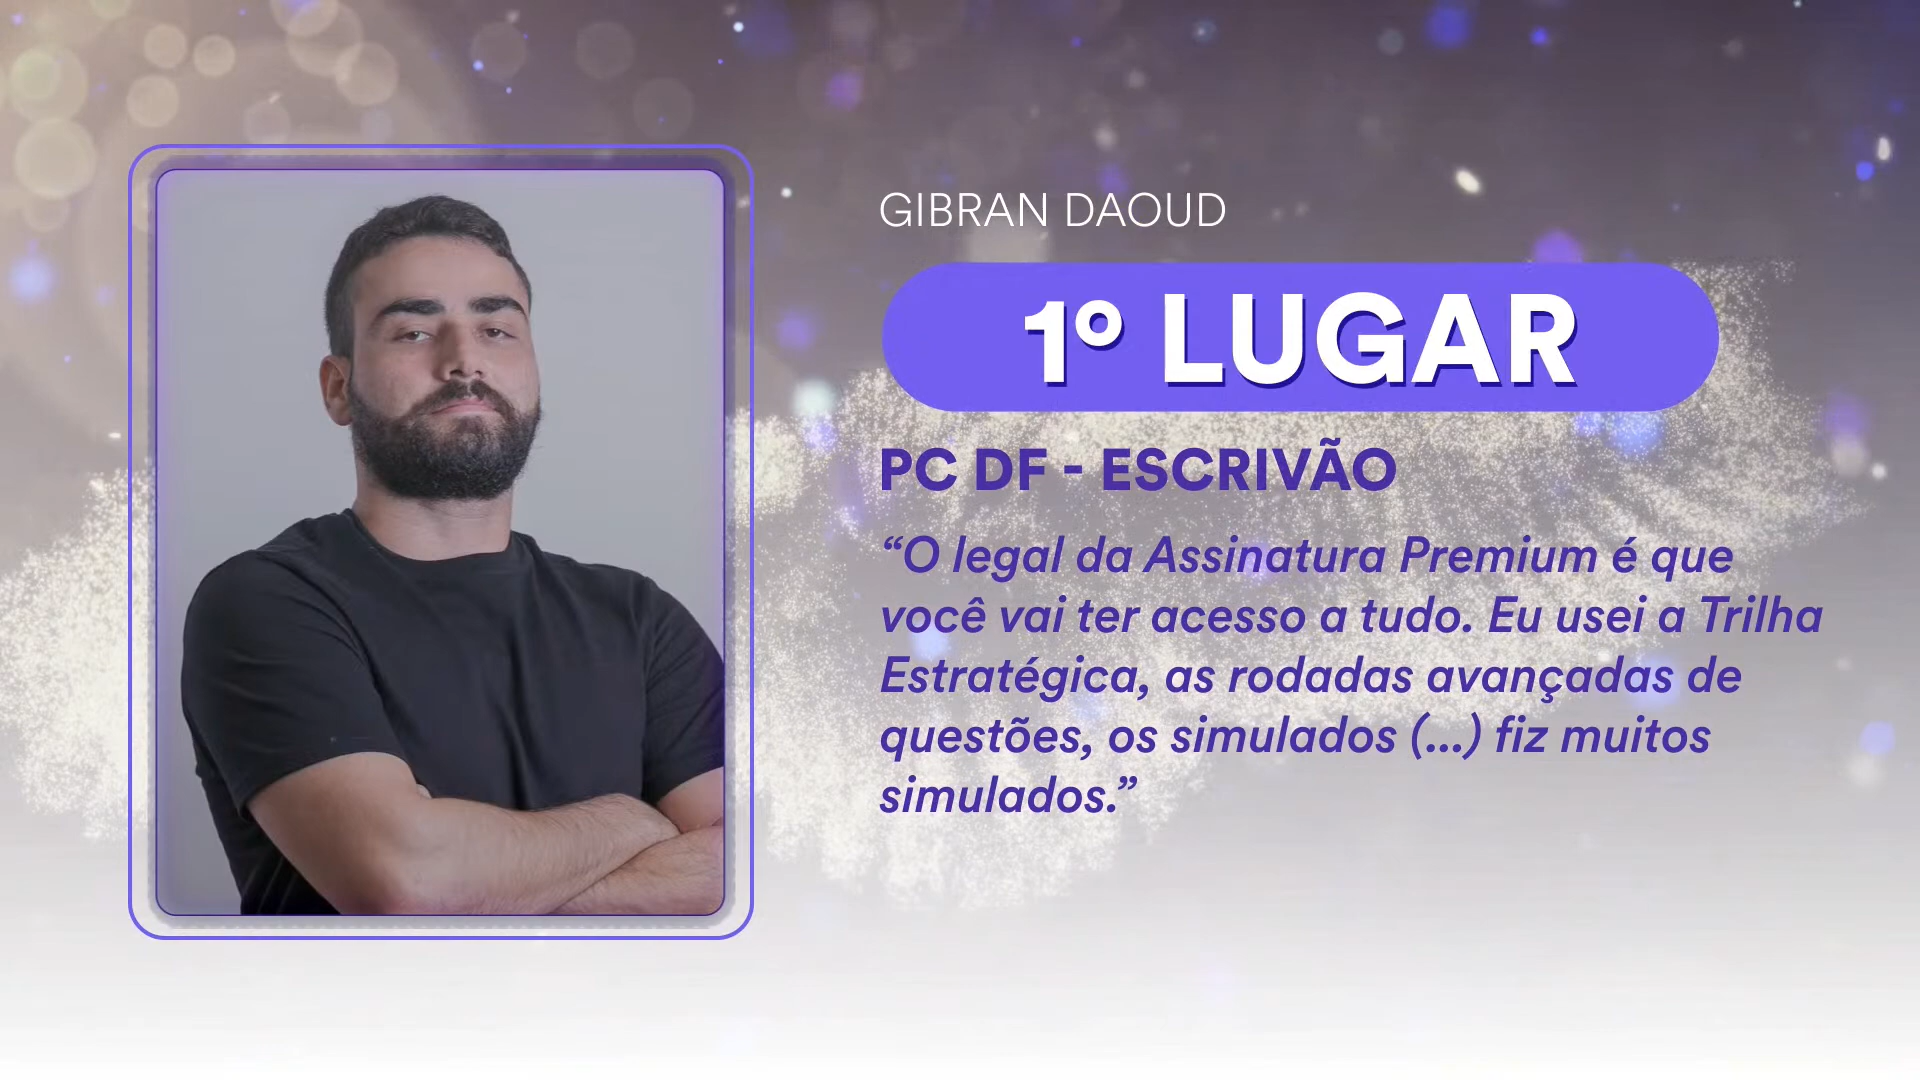 GIBRAN DAOUD
1º LUGAR
PC DF - ESCRIVÃO
“O legal da Assinatura Premium é que
você vai ter acesso a tudo. Eu usei a Trilha
Estratégica, as rodadas avançadas de
questões, os simulados (...) fiz muitos
simulados.”